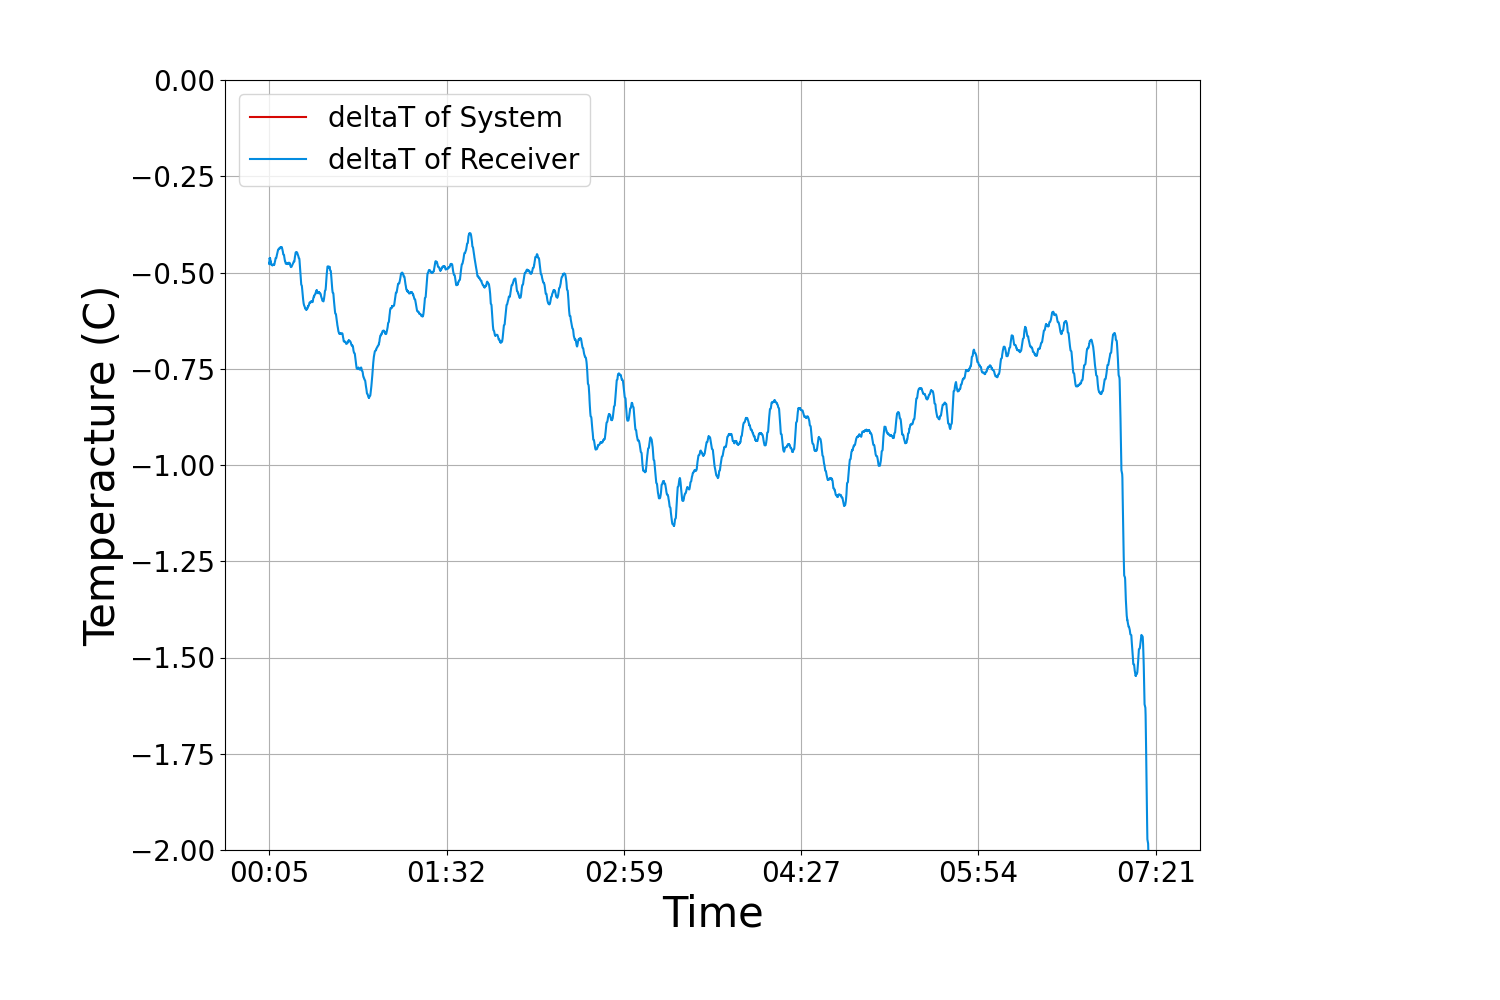 0.00
−0.25
−0.50
−0.75
−1.00
−1.25
−1.50
−1.75
−2.00
Temperacture (C)
deltaT of System
deltaT of Receiver
00:05 01:32 02:59 04:27 05:54 07:21
Time